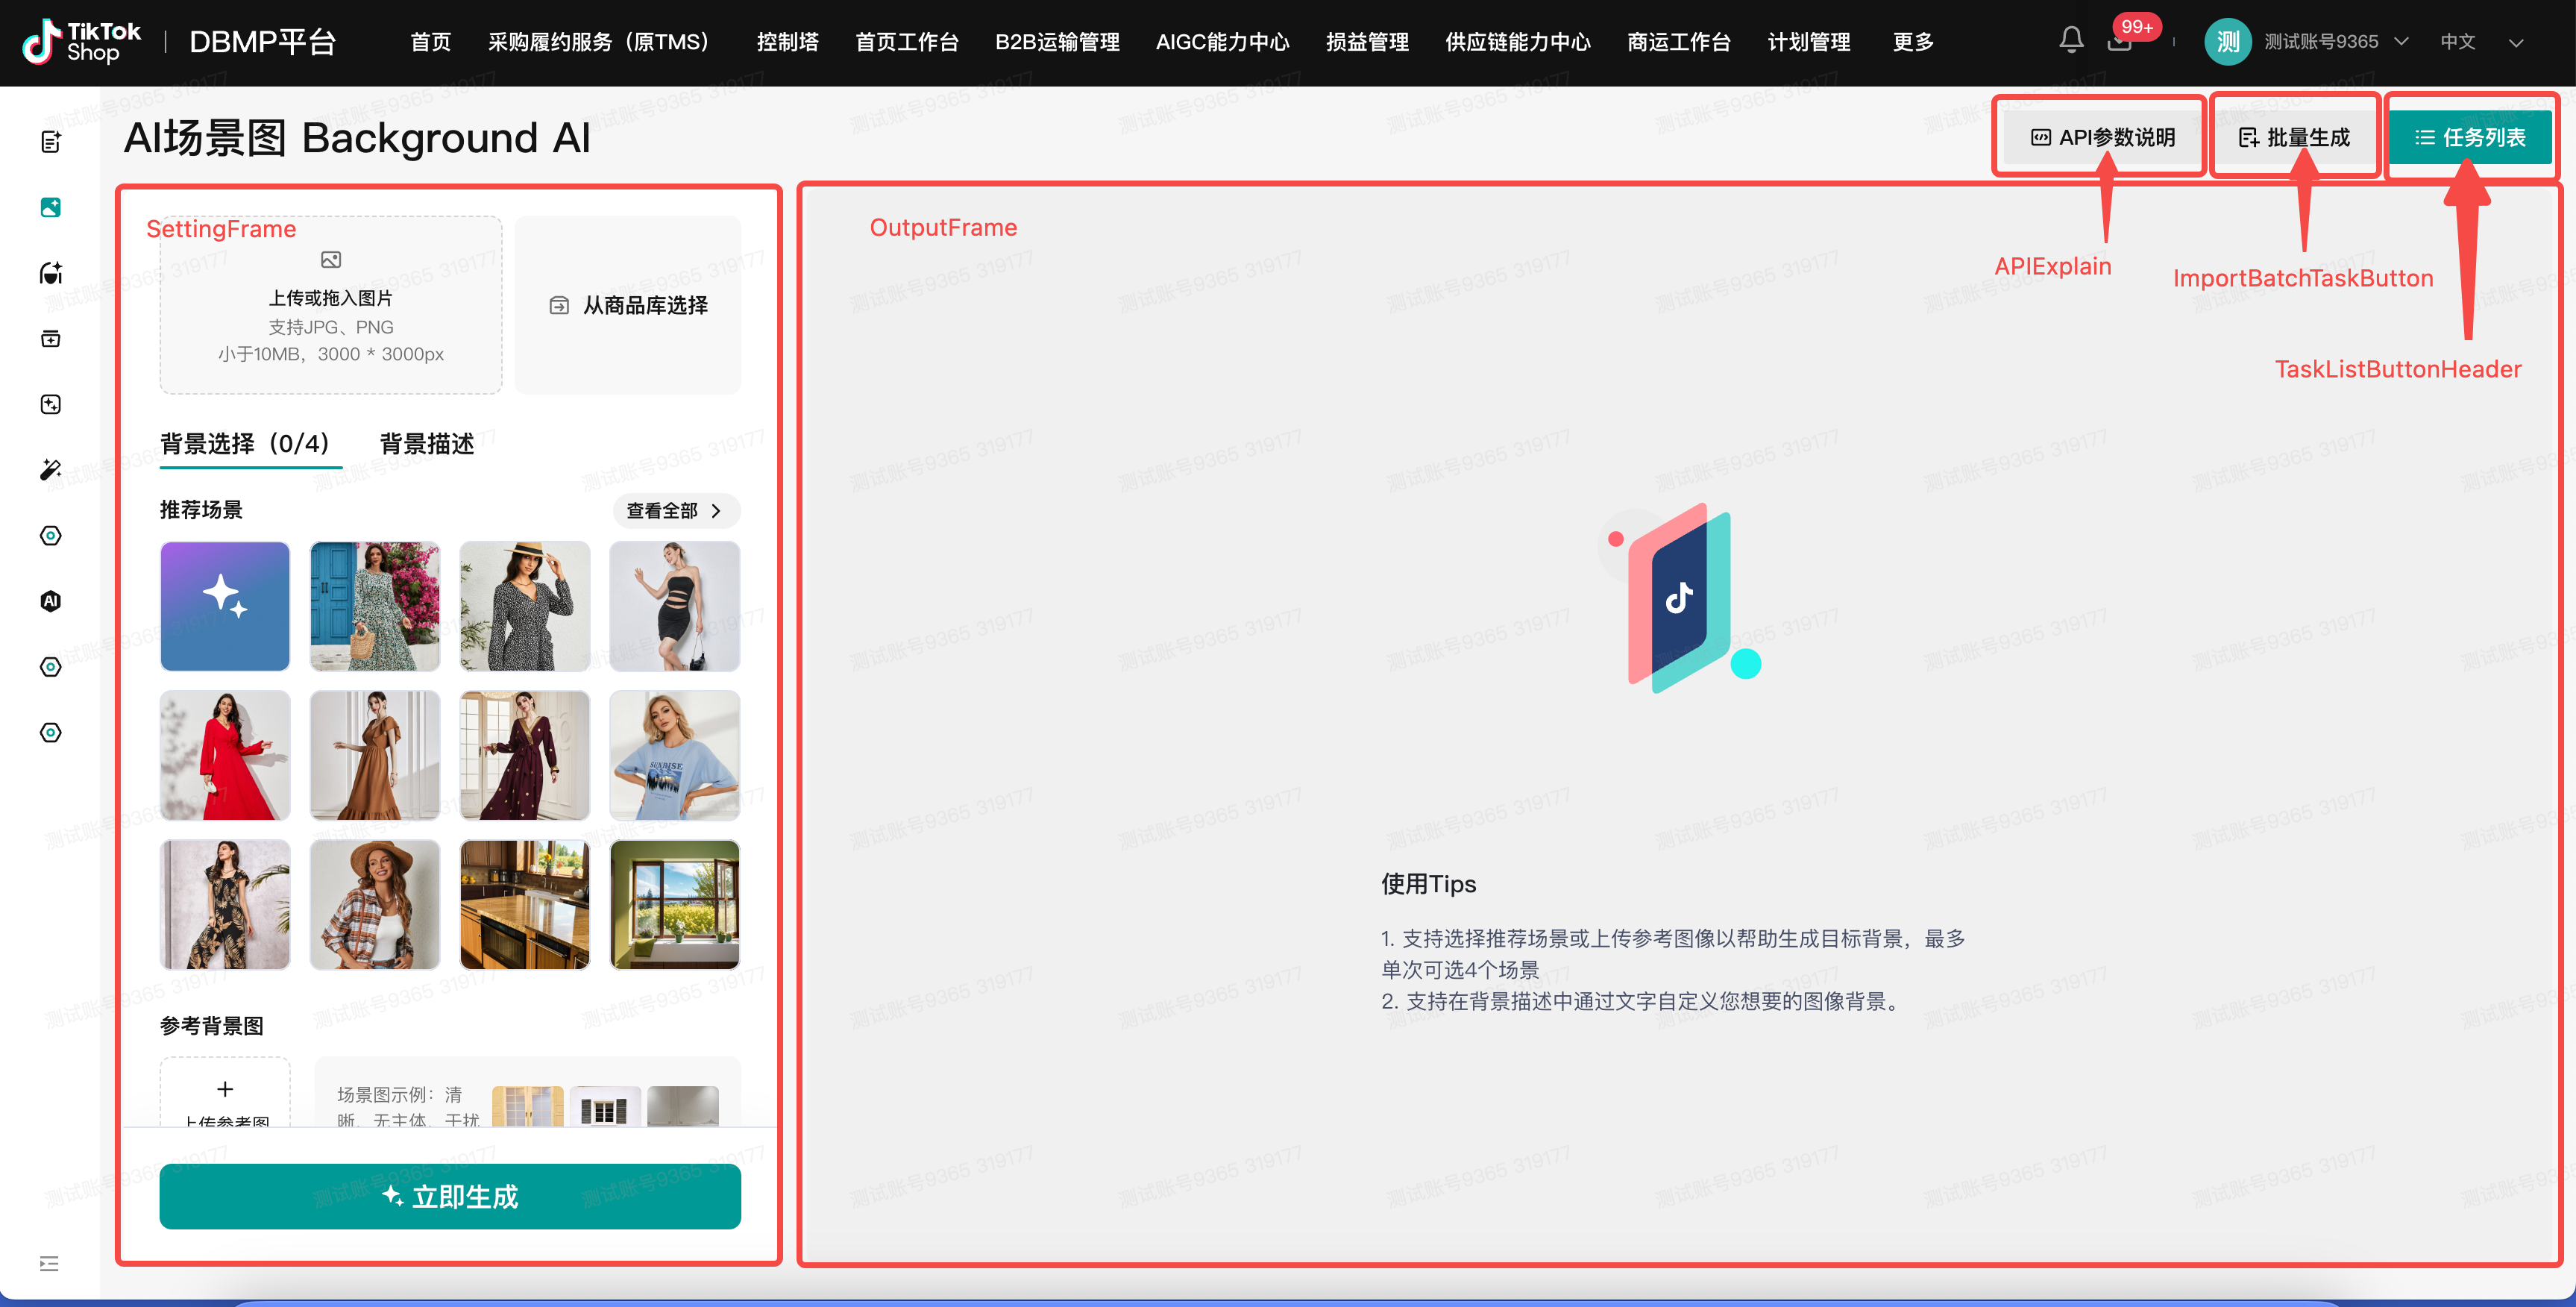 TikTok
Shop
DBMP平台
首页
采购履约服务（原TMS）
控制塔
首页工作台
B2B运输管理
AIGC能力中心
损益管理
供应链能力中心
商运工作台
计划管理
更多
99+
测
测试账号9365
中文
AI场景图 Background AI
API参数说明
批量生成
任务列表
SettingFrame
上传或拖入图片
支持JPG、PNG
小于10MB，3000 * 3000px
从商品库选择
OutputFrame
APIExplain
ImportBatchTaskButton
TaskListButtonHeader
背景选择（0/4）
背景描述
推荐场景
查看全部
AI
SUNRISE
使用Tips
1. 支持选择推荐场景或上传参考图像以帮助生成目标背景，最多
单次可选4个场景
2. 支持在背景描述中通过文字自定义您想要的图像背景。
参考背景图
上传参考图
场景图示例：清
晰、无主体、干扰
立即生成
测试账号9365 319177